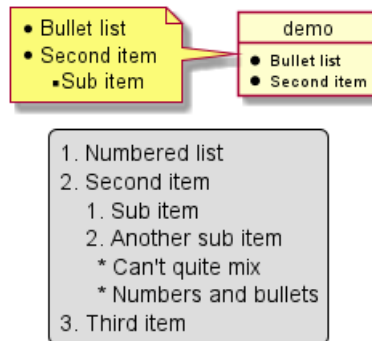 • Bullet list
• Second item
▪Sub item
demo
• Bullet list
• Second item
1. Numbered list
2. Second item
1. Sub item
2. Another sub item
* Can't quite mix
* Numbers and bullets
3. Third item